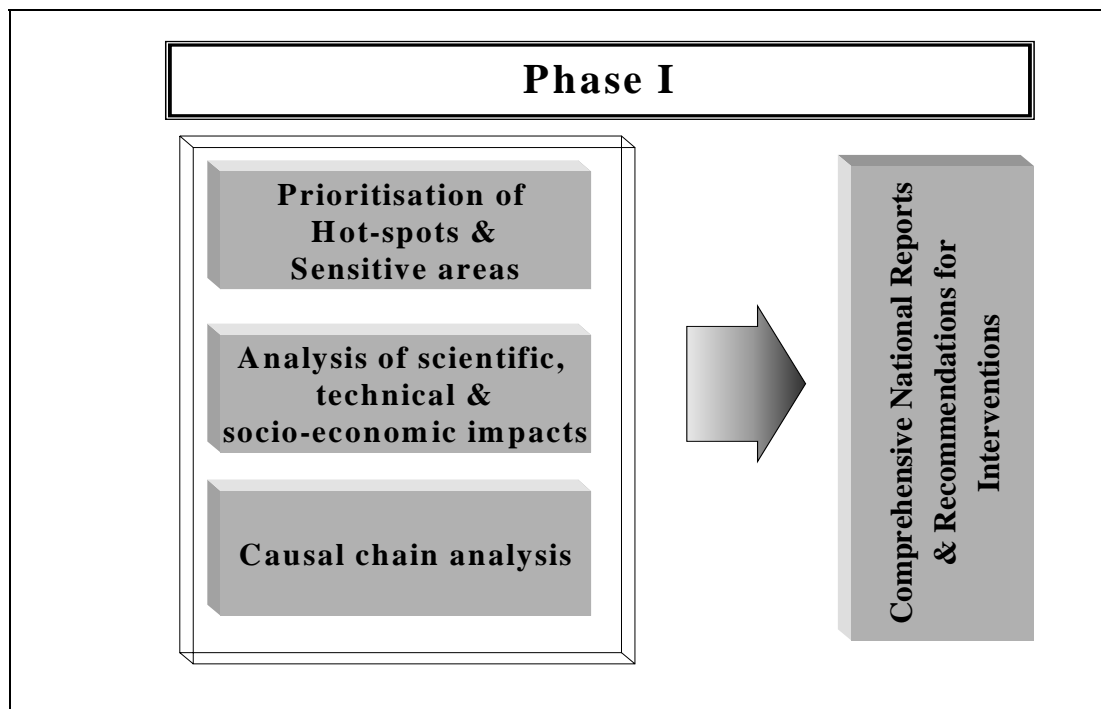 Phase I
Prioritisation of
Hot-spots &
Sensitive areas
Analysis of scientific,
technical &
socio-economic impacts
Causal chain analysis
Comprehensive National Reports
& Recommendations for
Interventions